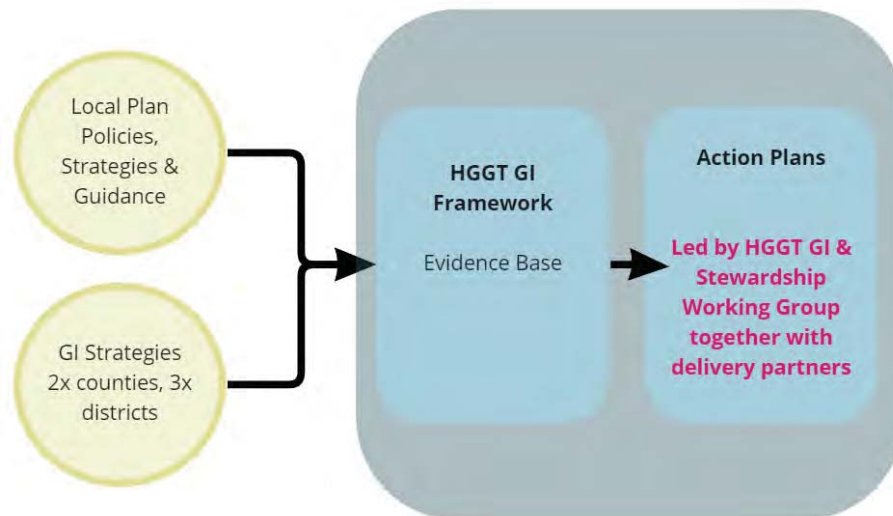 Local Plan
Policies,
Strategies &
Guidance
GI Strategies
2x counties, 3x
districts
HGGT GI
Framework
Evidence Base
Action Plans
Led by HGGT GI &
Stewardship
Working Group
together with
delivery partners